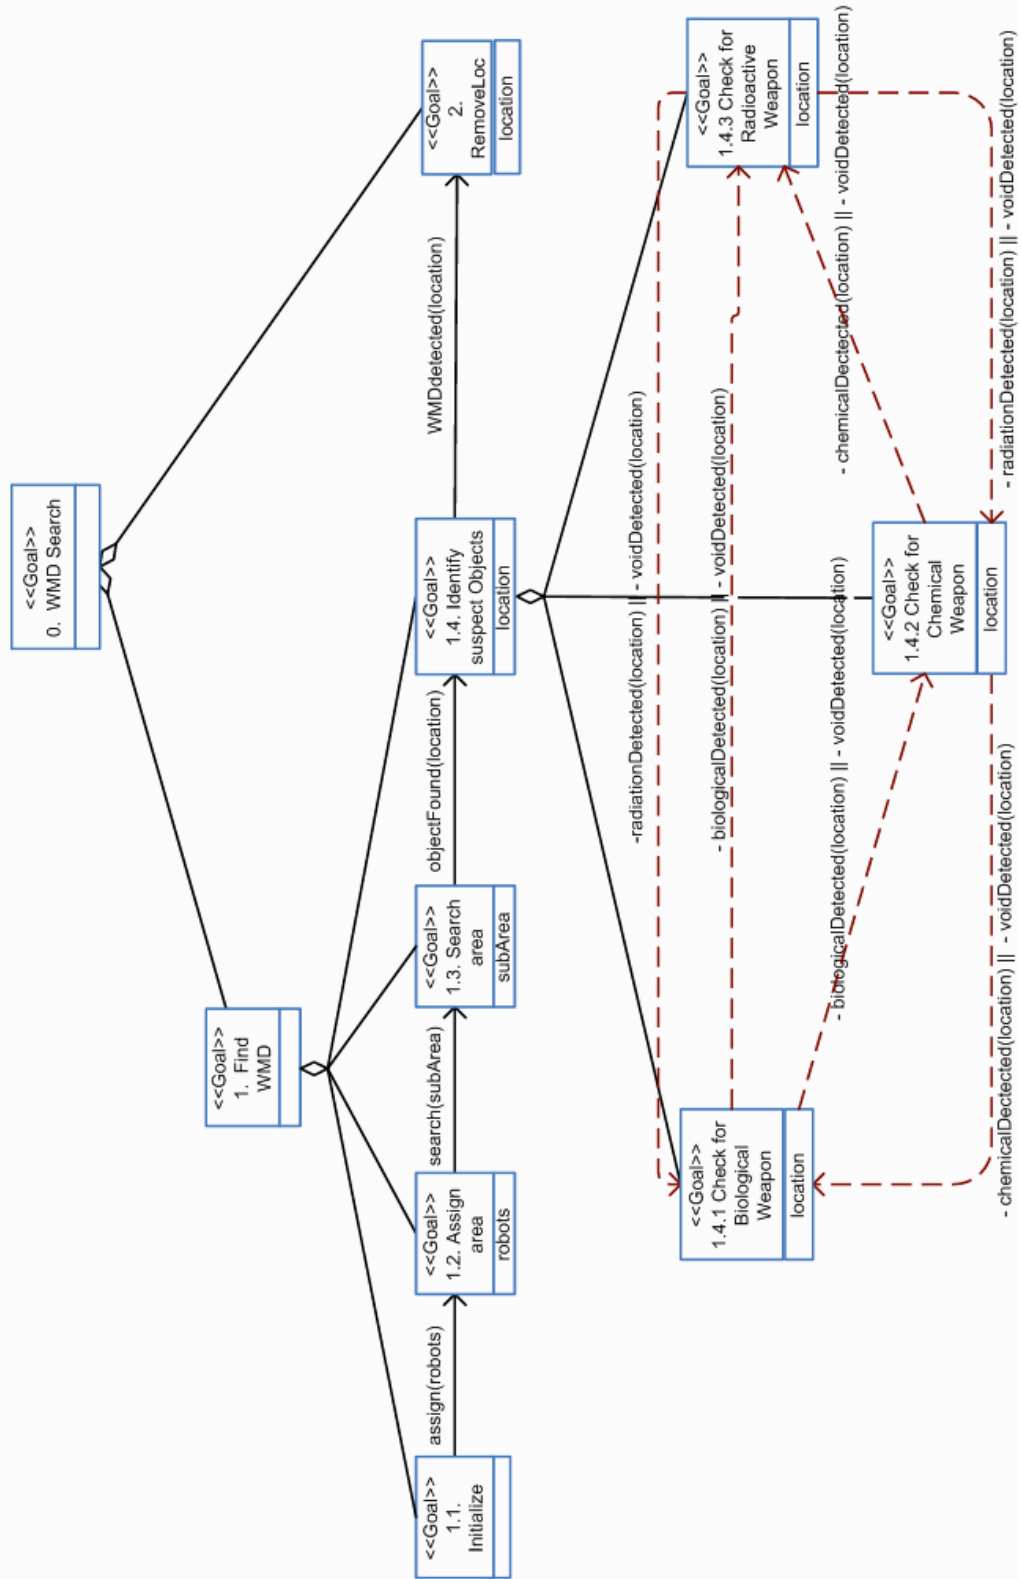 <<Goal>>
0. WMD Search
<<Goal>>
1. Find
WMD
<<Goal>>
2.
RemoveLoc
location
<<Goal>>
1.1.
Initialize
assign(robots)
<<Goal>>
1.2. Assign
area
robots
search(subArea)
<<Goal>>
1.3. Search
area
subArea
objectFound(location)
<<Goal>>
1.4. Identify
suspect Objects
location
WMDdetected(location)
-radiationDetected(location) || - voidDetected(location)
<<Goal>>
1.4.1 Check for
Biological
Weapon
location
- biologicalDetected(location) || - voidDetected(location)
<<Goal>>
1.4.3 Check for
Radioactive
Weapon
location
- biologicalDetected(location) || - voidDetected(location)
- chemicalDectected(location) || - voidDetected(location)
<<Goal>>
1.4.2 Check for
Chemical
Weapon
location
- chemicalDectected(location) || - voidDetected(location)
- radiationDetected(location) || - voidDetected(location)